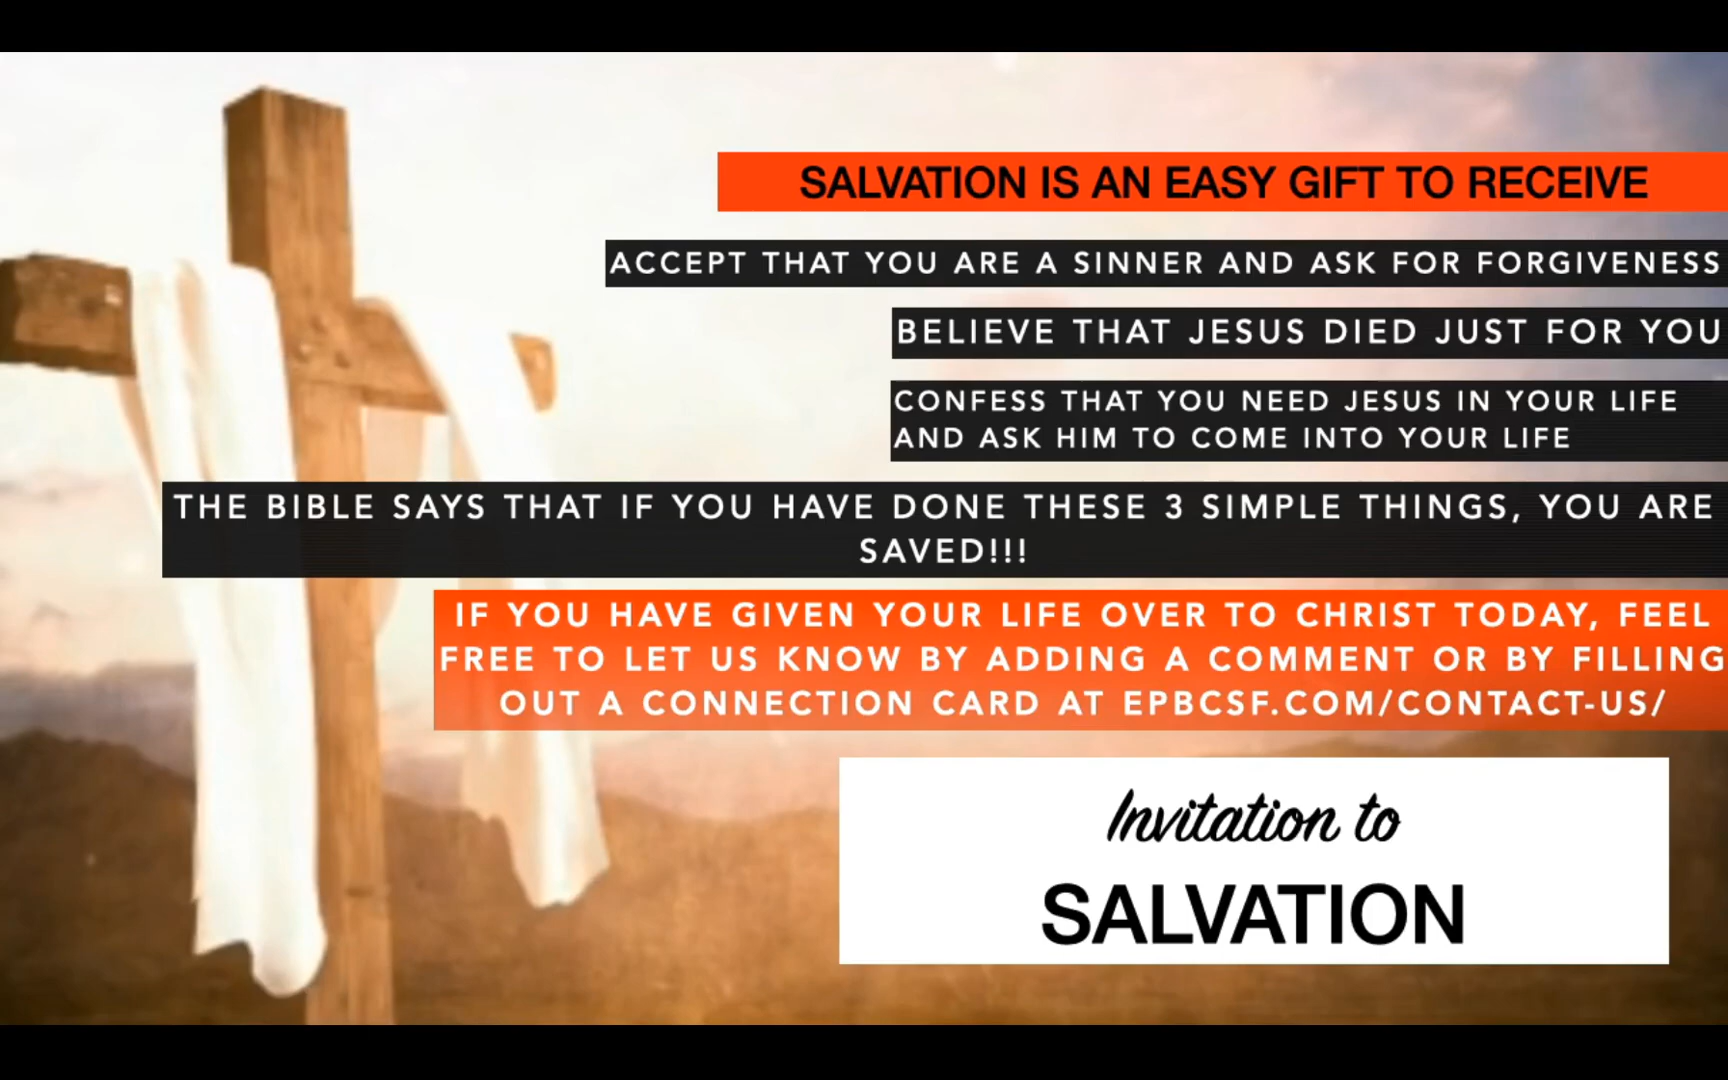 SALVATION IS AN EASY GIFT TO RECEIVE
ACCEPT THAT YOU ARE A SINNER AND ASK FOR FORGIVENESS
BELIEVE THAT JESUS DIED JUST FOR YOU
CONFESS THAT YOU NEED JESUS IN YOUR LIFE
AND ASK HIM TO COME INTO YOUR LIFE
THE BIBLE SAYS THAT IF YOU HAVE DONE THESE 3 SIMPLE THINGS, YOU ARE
SAVED!!!
IF YOU HAVE GIVEN YOUR LIFE OVER TO CHRIST TODAY, FEEL
FREE TO LET US KNOW BY ADDING A COMMENT OR BY FILLING
OUT A CONNECTION CARD AT EPBCSF.COM/CONTACT-US/
Invitation to
SALVATION